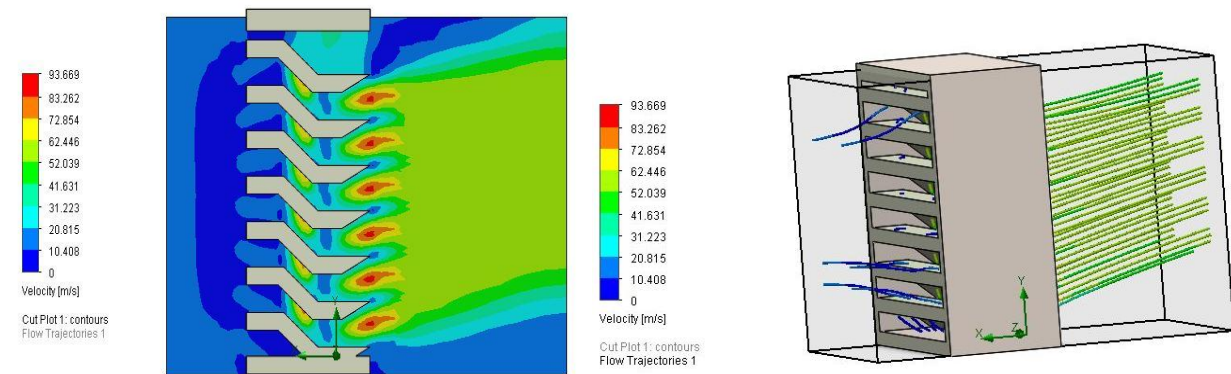 93.669
83.262
72.854
62.446
52.039
41.631
31.223
20.815
10.408
0
Velocity [m/s]
Cut Plot 1: contours
Flow Trajectories 1
Y
93.669
83.262
72.854
62.446
52.039
41.631
31.223
20.815
10.408
0
Velocity [m/s]
Cut Plot 1: contours
Flow Trajectories 1
Y
X
Z